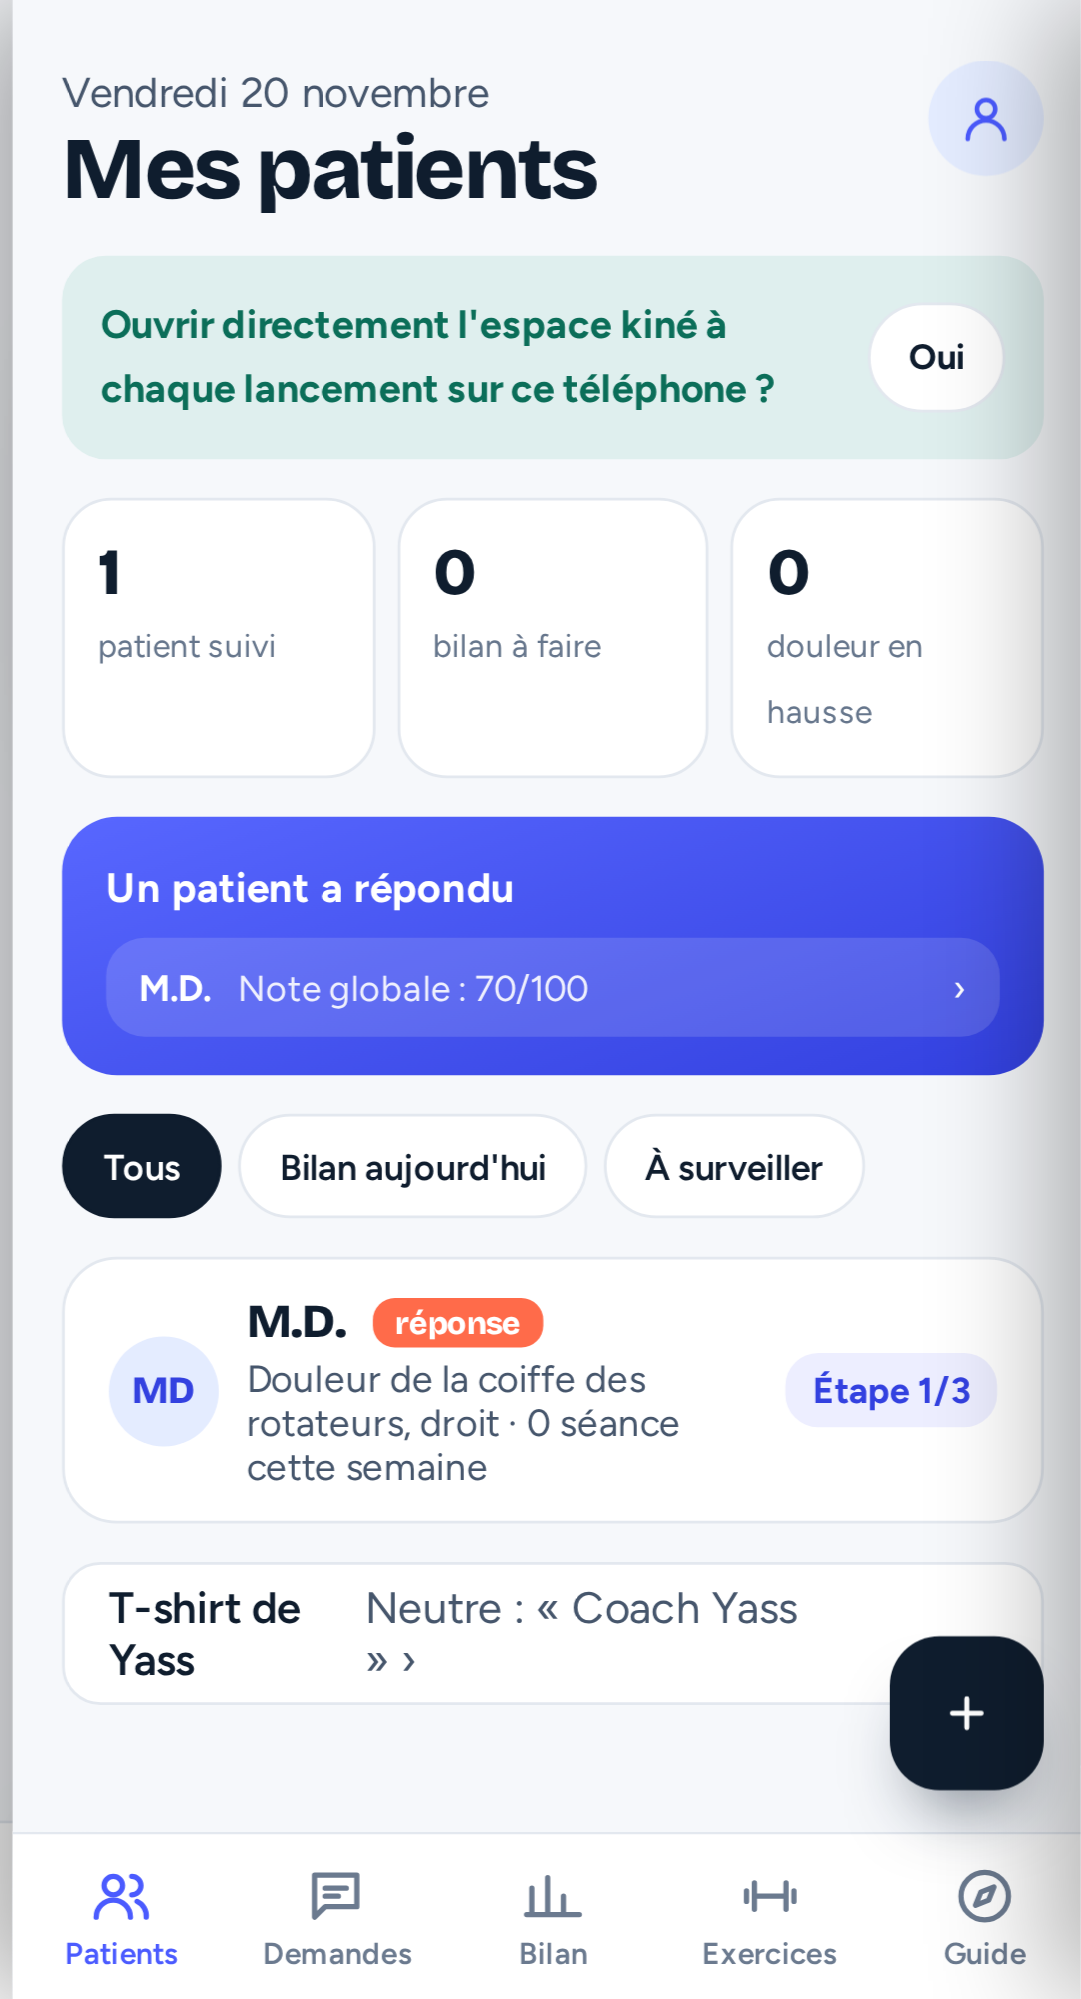 Vendredi 20 novembre
Mes patients
Ouvrir directement l'espace kiné à
chaque lancement sur ce téléphone ?
Oui
1
patient suivi
0
bilan à faire
0
douleur en
hausse
Un patient a répondu
M.D. Note globale : 70/100 ›
Tous
Bilan aujourd'hui
À surveiller
MD
M.D. réponse
Douleur de la coiffe des
rotateurs, droit · 0 séance
cette semaine
Étape 1/3
T-shirt de
Yass
Neutre : « Coach Yass
» ›
+
Patients
Demandes
Bilan
Exercices
Guide